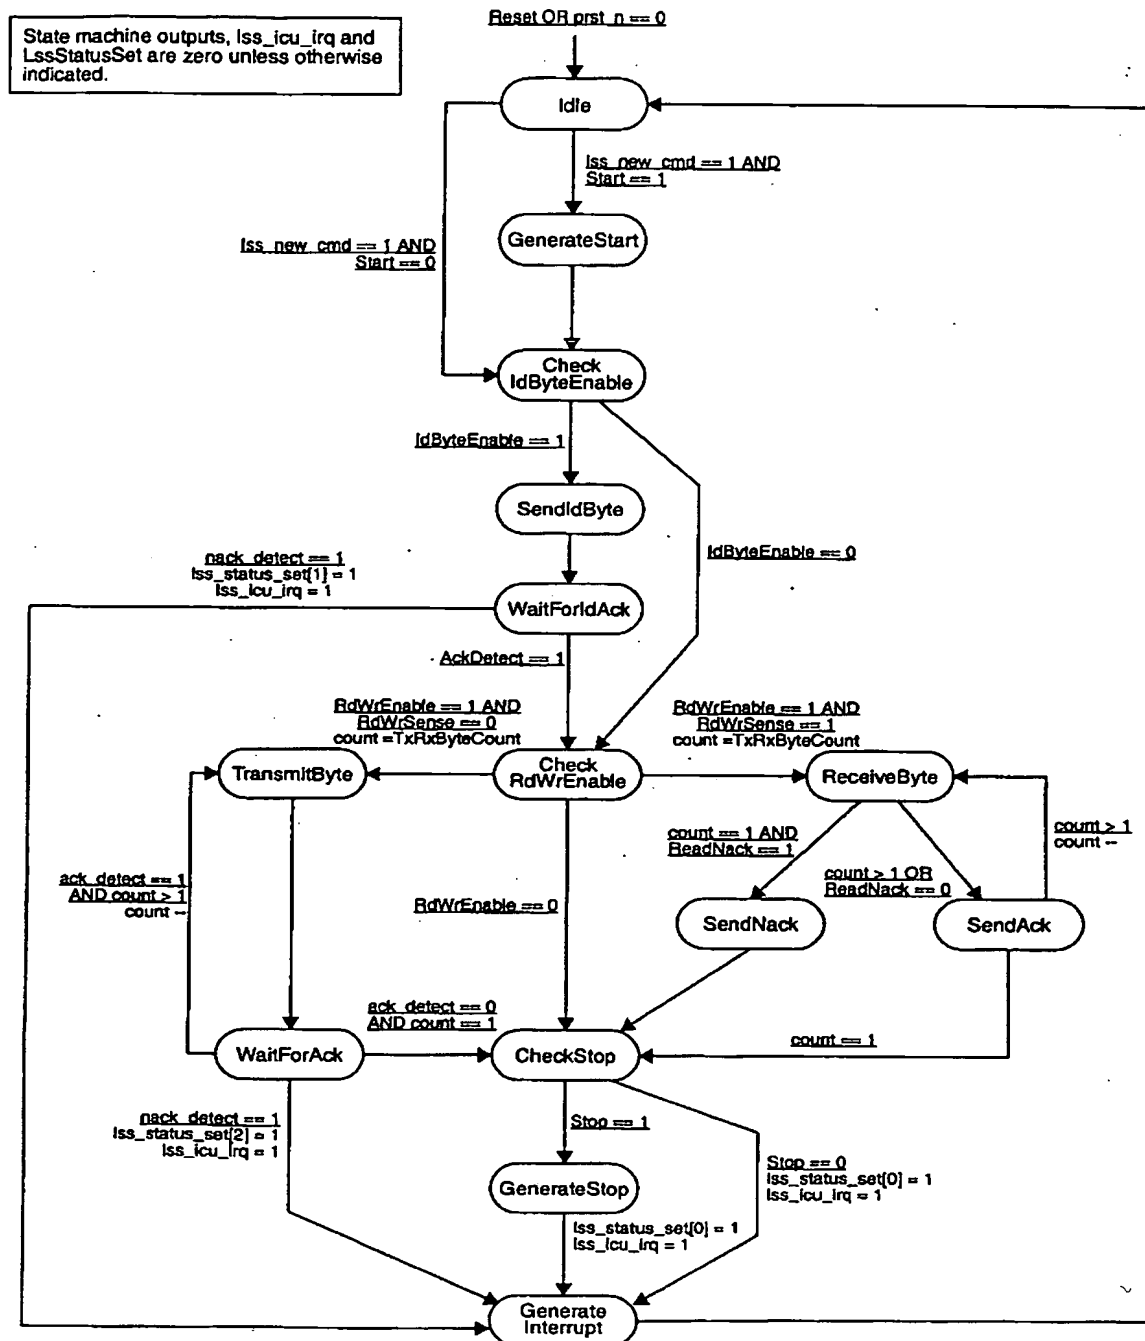 Reset OR prst_n == 0
State machine outputs, lss_icu_irq and
LssStatusSet are zero unless otherwise
indicated.
Idle
lss_new_cmd == 1 AND
Start == 1
GenerateStart
lss_new_cmd == 1 AND
Start == 0
Check
IdByteEnable
IdByteEnable == 1
SendIdByte
IdByteEnable == 0
nack_detect == 1
lss_status_set[1] = 1
lss_icu_irq = 1
WaitForIdAck
AckDetect == 1
RdWrEnable == 1 AND
RdWrSense == 0
count =TxRxByteCount
RdWrEnable == 1 AND
RdWrSense == 1
count =TxRxByteCount
TransmitByte
Check
RdWrEnable
ReceiveByte
count == 1 AND
ReadNack == 1
count > 1
count --
ack_detect == 1
AND count > 1
count --
count > 1 OR
ReadNack == 0
RdWrEnable == 0
SendNack
SendAck
ack_detect == 0
AND count == 1
WaitForAck
CheckStop
count == 1
nack_detect == 1
lss_status_set[2] = 1
lss_icu_irq = 1
Stop == 1
Stop == 0
lss_status_set[0] = 1
lss_icu_irq = 1
GenerateStop
lss_status_set[0] = 1
lss_icu_irq = 1
Generate
Interrupt